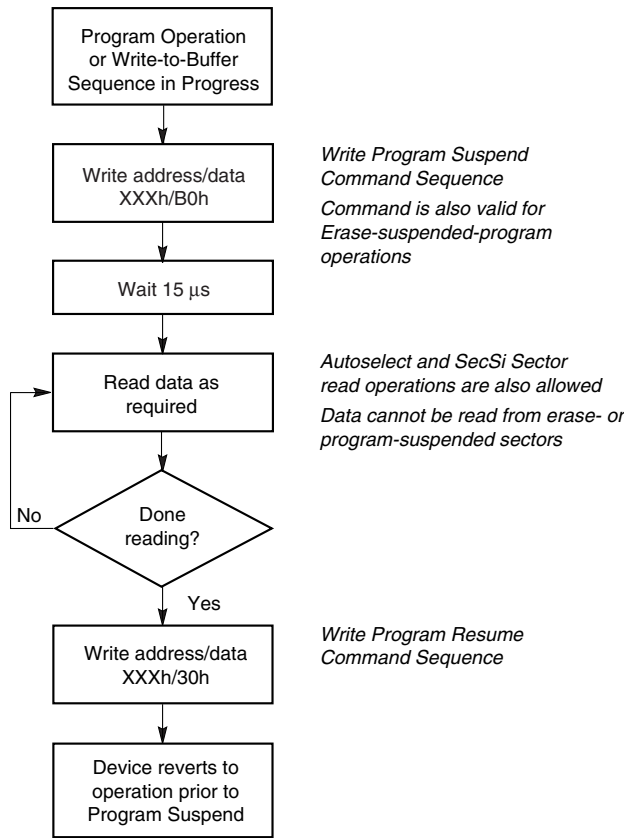 Program Operation
or Write-to-Buffer
Sequence in Progress
Write address/data
XXXh/B0h
Write Program Suspend
Command Sequence
Command is also valid for
Erase-suspended-program
operations
Wait 15 μs
Read data as
required
Autoselect and SecSi Sector
read operations are also allowed
Data cannot be read from erase- or
program-suspended sectors
No
Done
reading?
Yes
Write address/data
XXXh/30h
Write Program Resume
Command Sequence
Device reverts to
operation prior to
Program Suspend